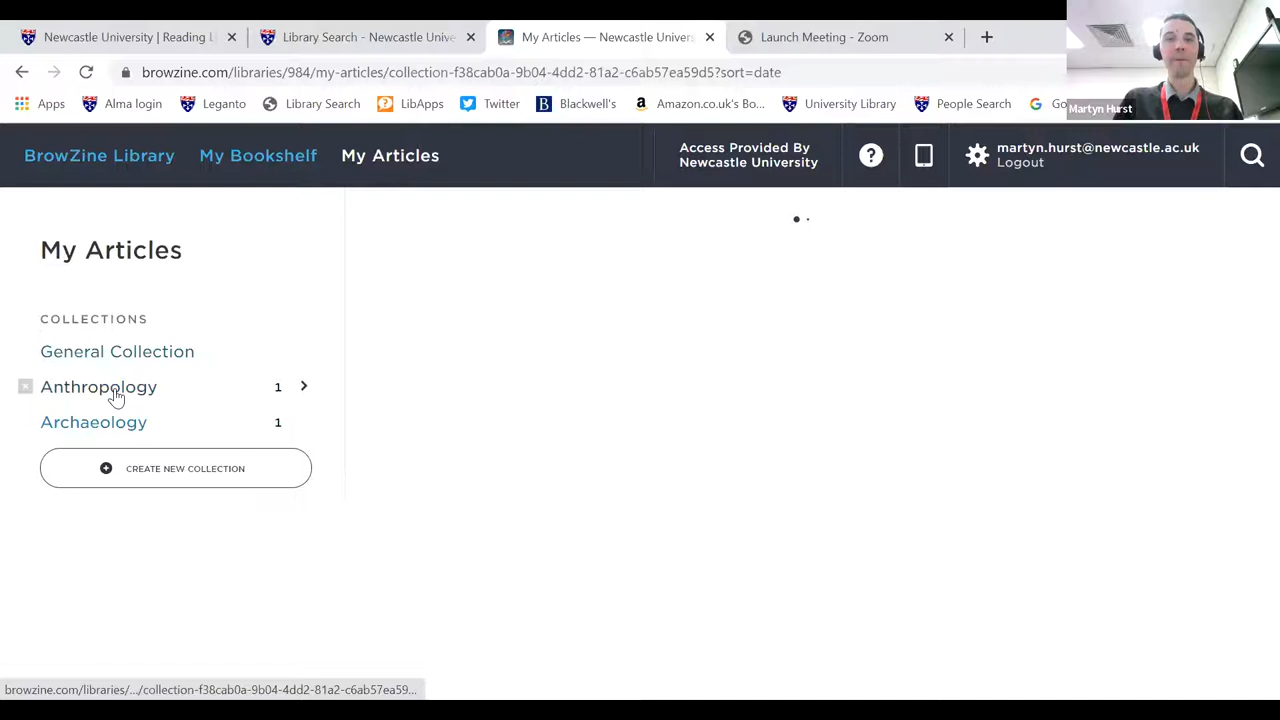 Newcastle University | Reading L
Library Search - Newcastle Unive
My Articles — Newcastle Univers
Launch Meeting - Zoom
browzine.com/libraries/984/my-articles/collection-f38cab0a-9b04-4dd2-81a2-c6ab57ea59d5?sort=date
Apps
Alma login
Leganto
Library Search
LibApps
Twitter
Blackwell's
Amazon.co.uk's Bo...
University Library
People Search
Go
Martyn Hurst
BrowZine Library
My Bookshelf
My Articles
Access Provided By
Newcastle University
martyn.hurst@newcastle.ac.uk
Logout
My Articles
COLLECTIONS
General Collection
Anthropology 1
Archaeology 1
CREATE NEW COLLECTION
browzine.com/libraries/.../collection-f38cab0a-9b04-4dd2-81a2-c6ab57ea59...